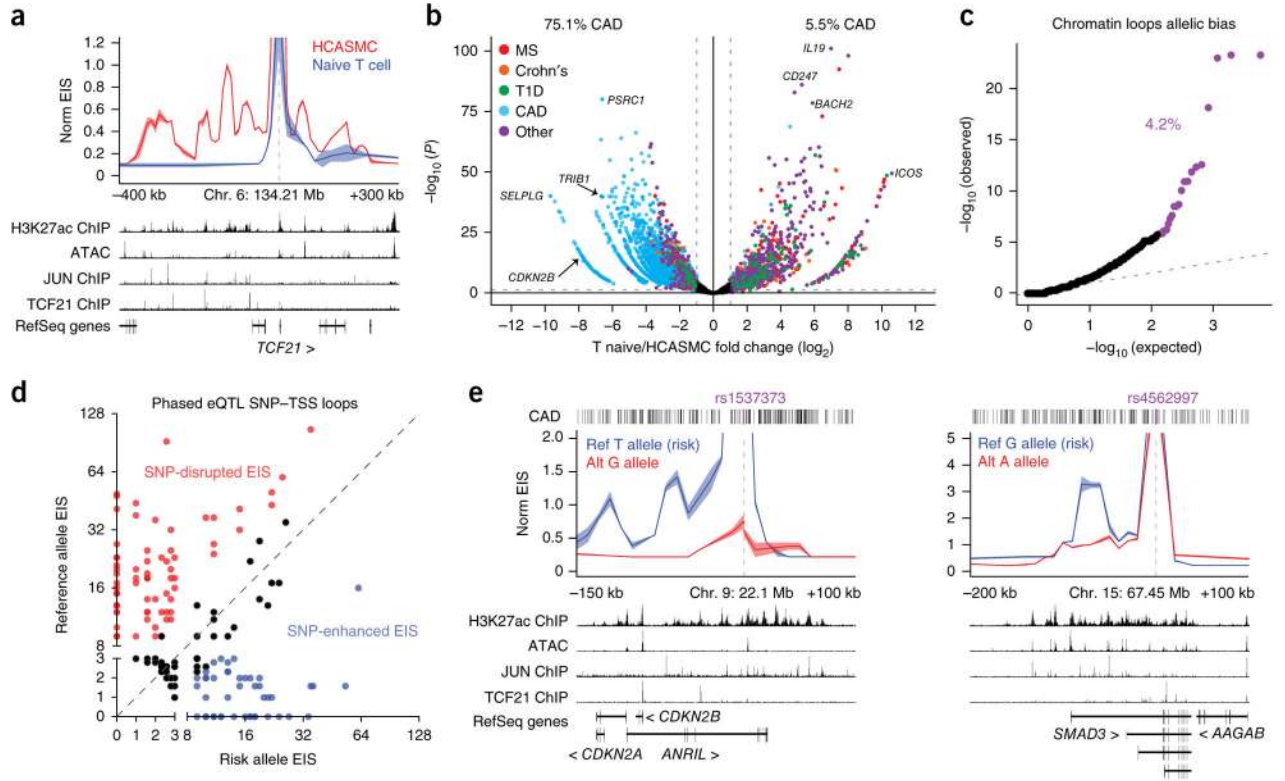 a
1.2
1.0
0.8
0.6
0.4
0.2
0
Norm EIS
HCASMC
Naive T cell
–400 kb
Chr. 6: 134.21 Mb
+300 kb
H3K27ac ChIP
ATAC
JUN ChIP
TCF21 ChIP
RefSeq genes
TCF21 >
b
75.1% CAD
5.5% CAD
100
75
50
25
0
–log10 (P)
MS
Crohn's
T1D
CAD
Other
PSRC1
TRIB1
SELPLG
CDKN2B
IL19
CD247
BACH2
ICOS
–12 –10 –8 –6 –4 –2 0 2 4 6 8 10 12
T naive/HCASMC fold change (log2)
c
Chromatin loops allelic bias
20
15
10
5
0
–log10 (observed)
4.2%
0 1 2 3
–log10 (expected)
d
Phased eQTL SNP–TSS loops
128
64
32
16
8
3
2
1
0
Reference allele EIS
SNP-disrupted EIS
SNP-enhanced EIS
0 1 2 3 8 16 32 64 128
Risk allele EIS
e
rs1537373
CAD
2.0
1.5
1.0
0.5
0
Norm EIS
Ref T allele (risk)
Alt G allele
–150 kb
Chr. 9: 22.1 Mb
+100 kb
H3K27ac ChIP
ATAC
JUN ChIP
TCF21 ChIP
RefSeq genes
< CDKN2B
< CDKN2A
ANRIL >
rs4562997
5
4
3
2
1
0
Ref G allele (risk)
Alt A allele
–200 kb
Chr. 15: 67.45 Mb
+100 kb
SMAD3 >
< AAGAB